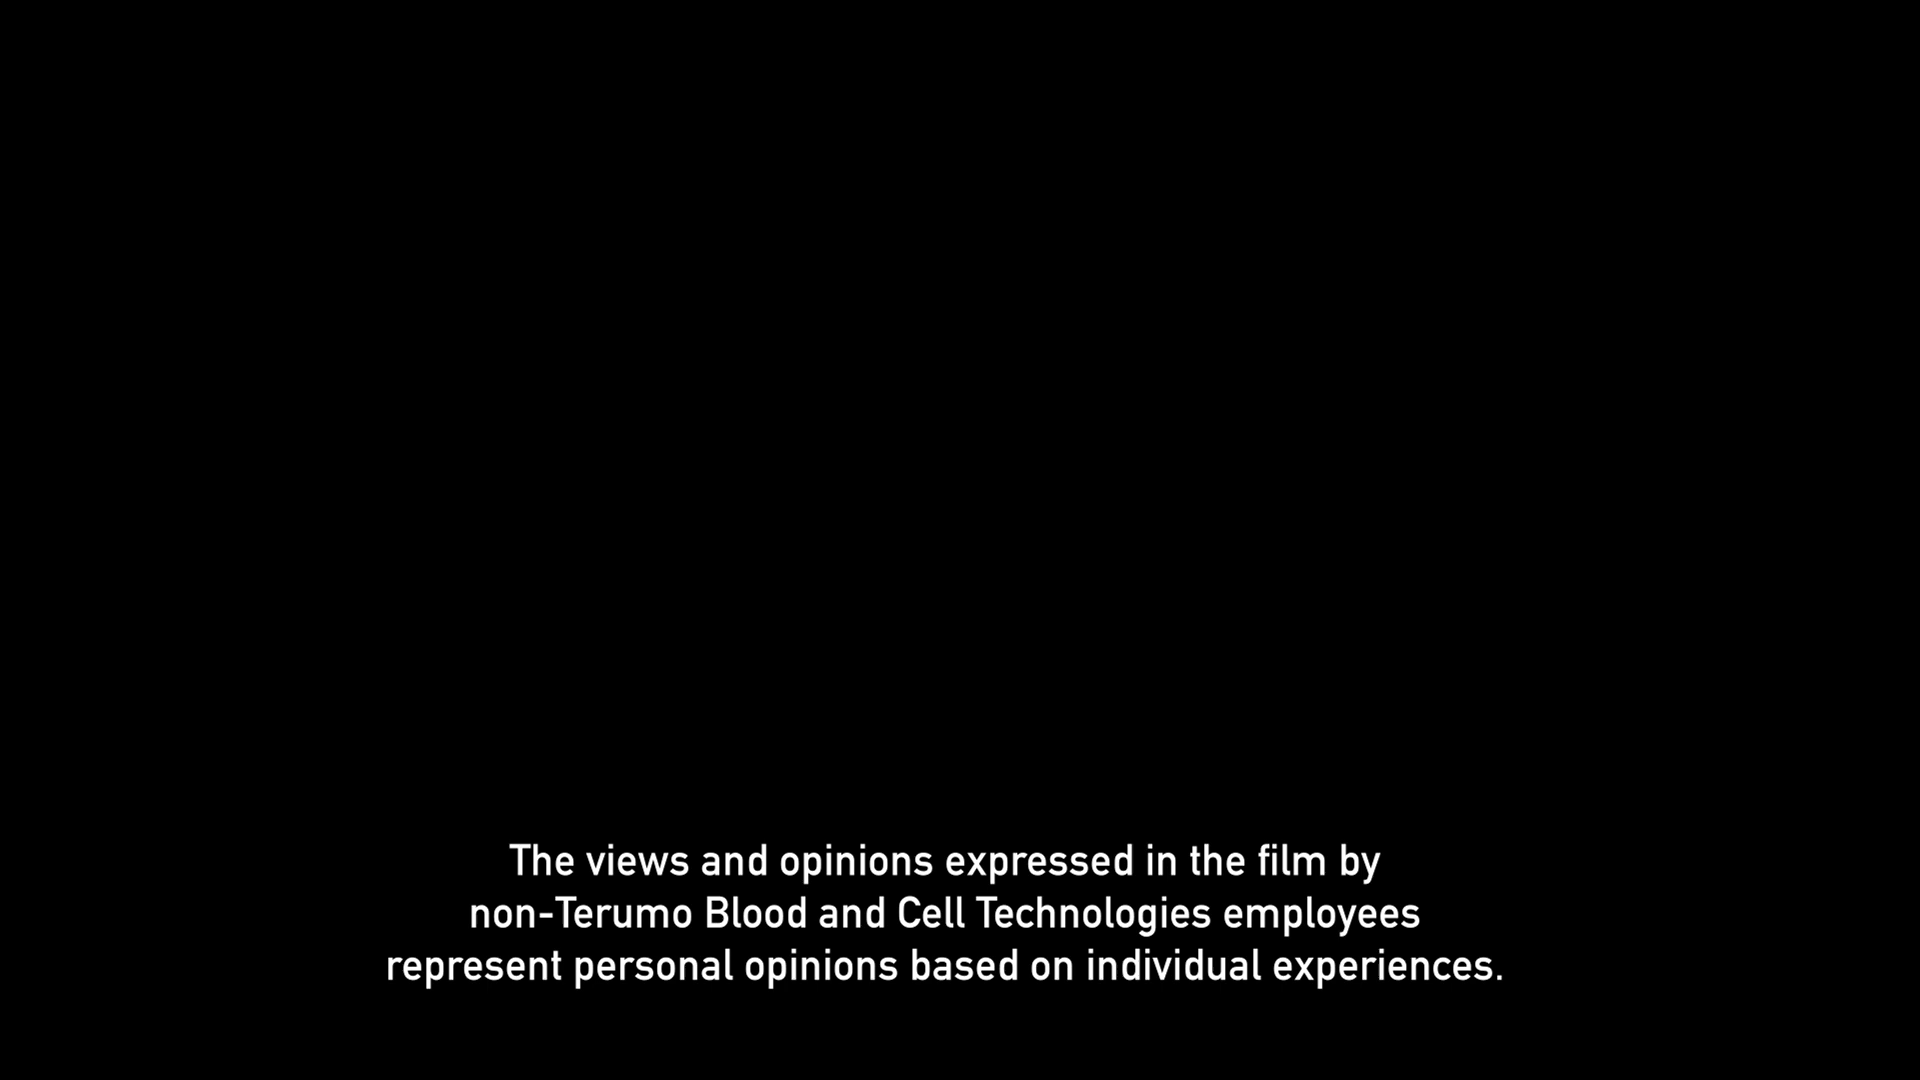 The views and opinions expressed in the film by
non-Terumo Blood and Cell Technologies employees
represent personal opinions based on individual experiences.